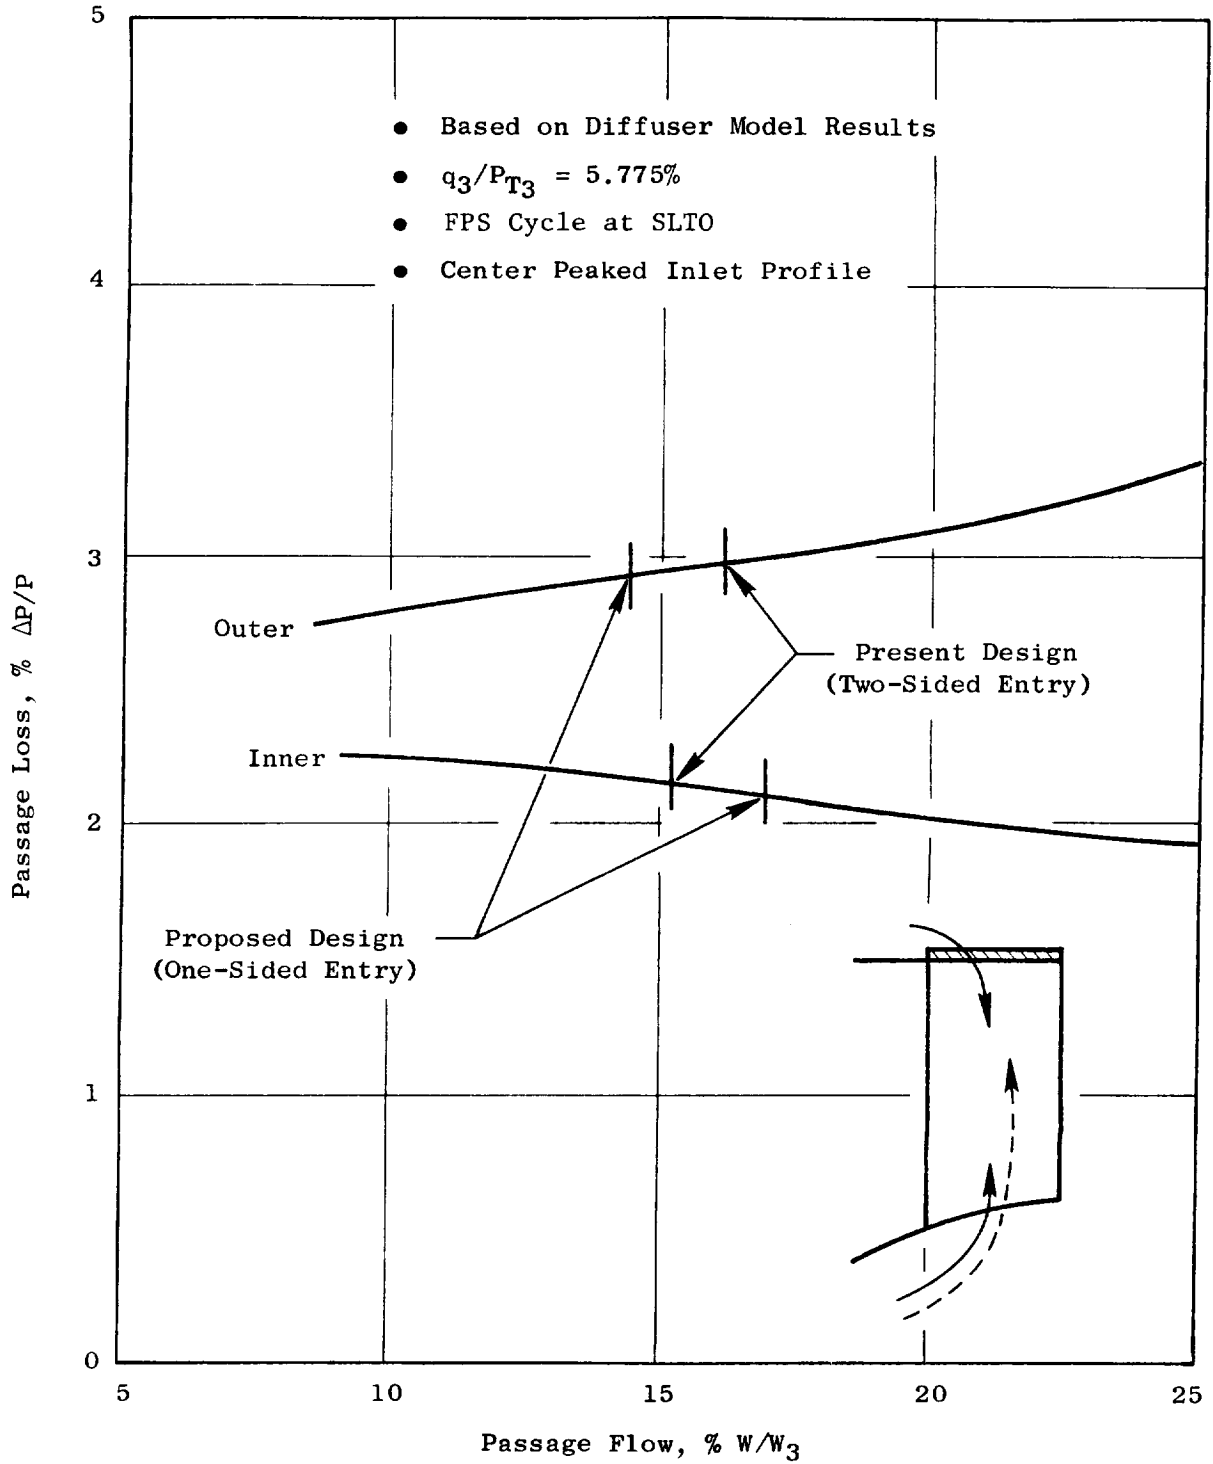 5
● Based on Diffuser Model Results
● q3/PT3 = 5.775%
● FPS Cycle at SLTO
● Center Peaked Inlet Profile
4
3
Outer
Present Design
(Two-Sided Entry)
Inner
2
Proposed Design
(One-Sided Entry)
1
0
Passage Loss, % ΔP/P
5 10 15 20 25
Passage Flow, % W/W3